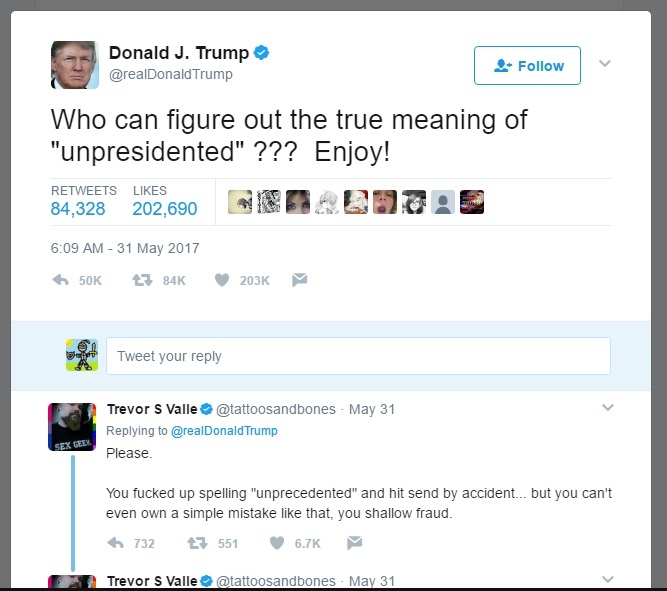 Donald J. Trump
@realDonaldTrump
Follow
Who can figure out the true meaning of
"unpresidented" ???  Enjoy!
RETWEETS LIKES
84,328 202,690
6:09 AM - 31 May 2017
50K 84K 203K
Tweet your reply
Trevor S Valle @tattoosandbones · May 31
Replying to @realDonaldTrump
SEX GEEK
Please.
You fucked up spelling "unprecedented" and hit send by accident... but you can't
even own a simple mistake like that, you shallow fraud.
732 551 6.7K
Trevor S Valle @tattoosandbones · May 31